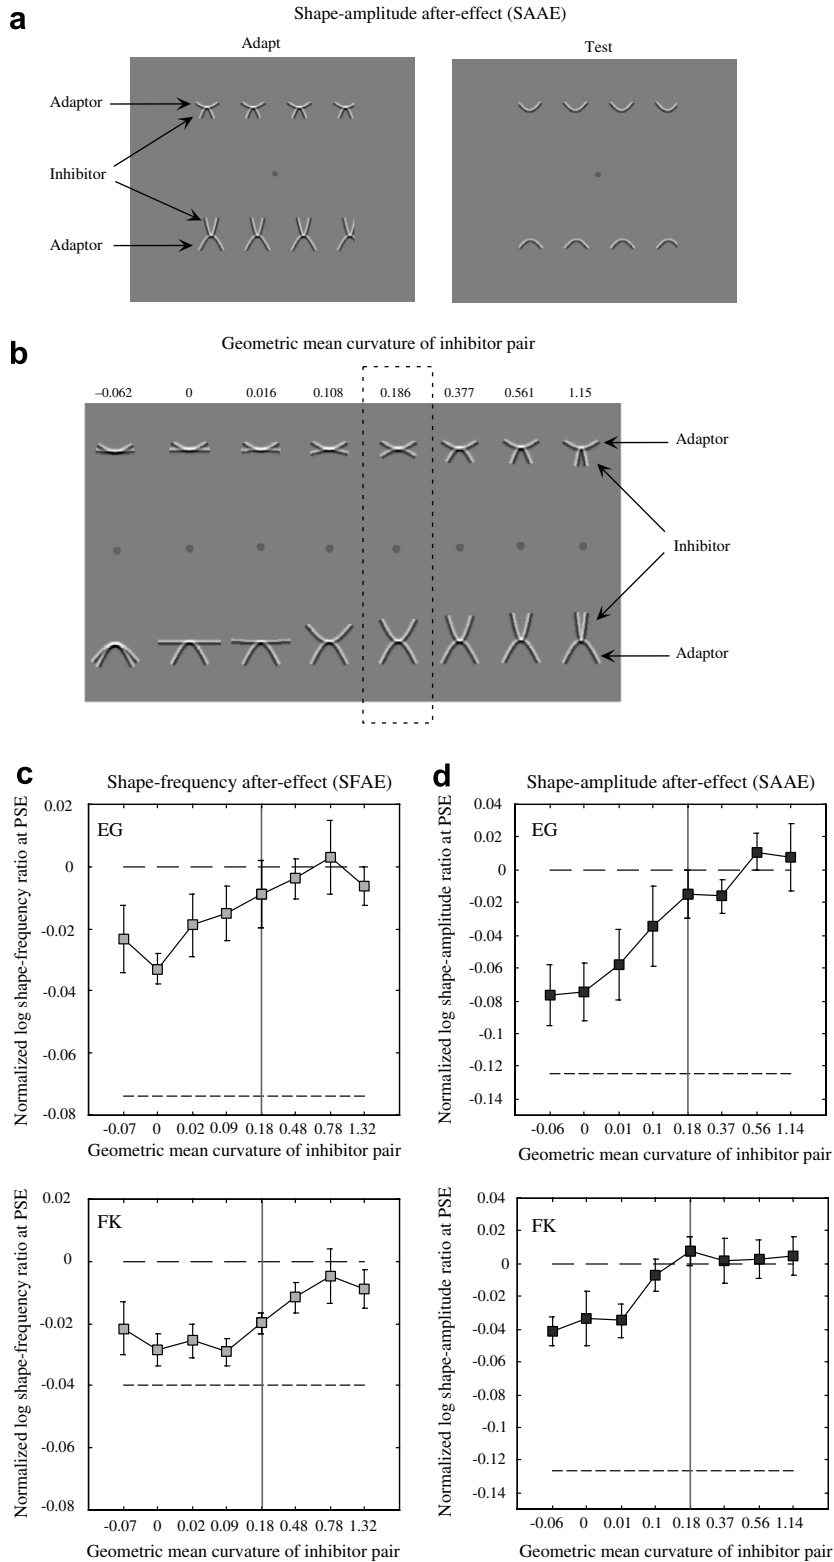 a
Shape-amplitude after-effect (SAAE)
Adapt
Test
Adaptor
Inhibitor
Adaptor
b
Geometric mean curvature of inhibitor pair
−0.062 0 0.016 0.108 0.186 0.377 0.561 1.15
Adaptor
Inhibitor
Adaptor
c
Shape-frequency after-effect (SFAE)
Normalized log shape-frequency ratio at PSE
EG
0.02
0
-0.02
-0.04
-0.06
-0.08
-0.07 0 0.02 0.09 0.18 0.48 0.78 1.32
Geometric mean curvature of inhibitor pair
Normalized log shape-frequency ratio at PSE
FK
0.02
0
-0.02
-0.04
-0.06
-0.08
-0.07 0 0.02 0.09 0.18 0.48 0.78 1.32
Geometric mean curvature of inhibitor pair
d
Shape-amplitude after-effect (SAAE)
Normalized log shape-amplitude ratio at PSE
EG
0.04
0.02
0
-0.02
-0.04
-0.06
-0.08
-0.1
-0.12
-0.14
-0.06 0 0.01 0.1 0.18 0.37 0.56 1.14
Geometric mean curvature of inhibitor pair
Normalized log shape-amplitude ratio at PSE
FK
0.04
0.02
0
-0.02
-0.04
-0.06
-0.08
-0.1
-0.12
-0.14
-0.06 0 0.01 0.1 0.18 0.37 0.56 1.14
Geometric mean curvature of inhibitor pair